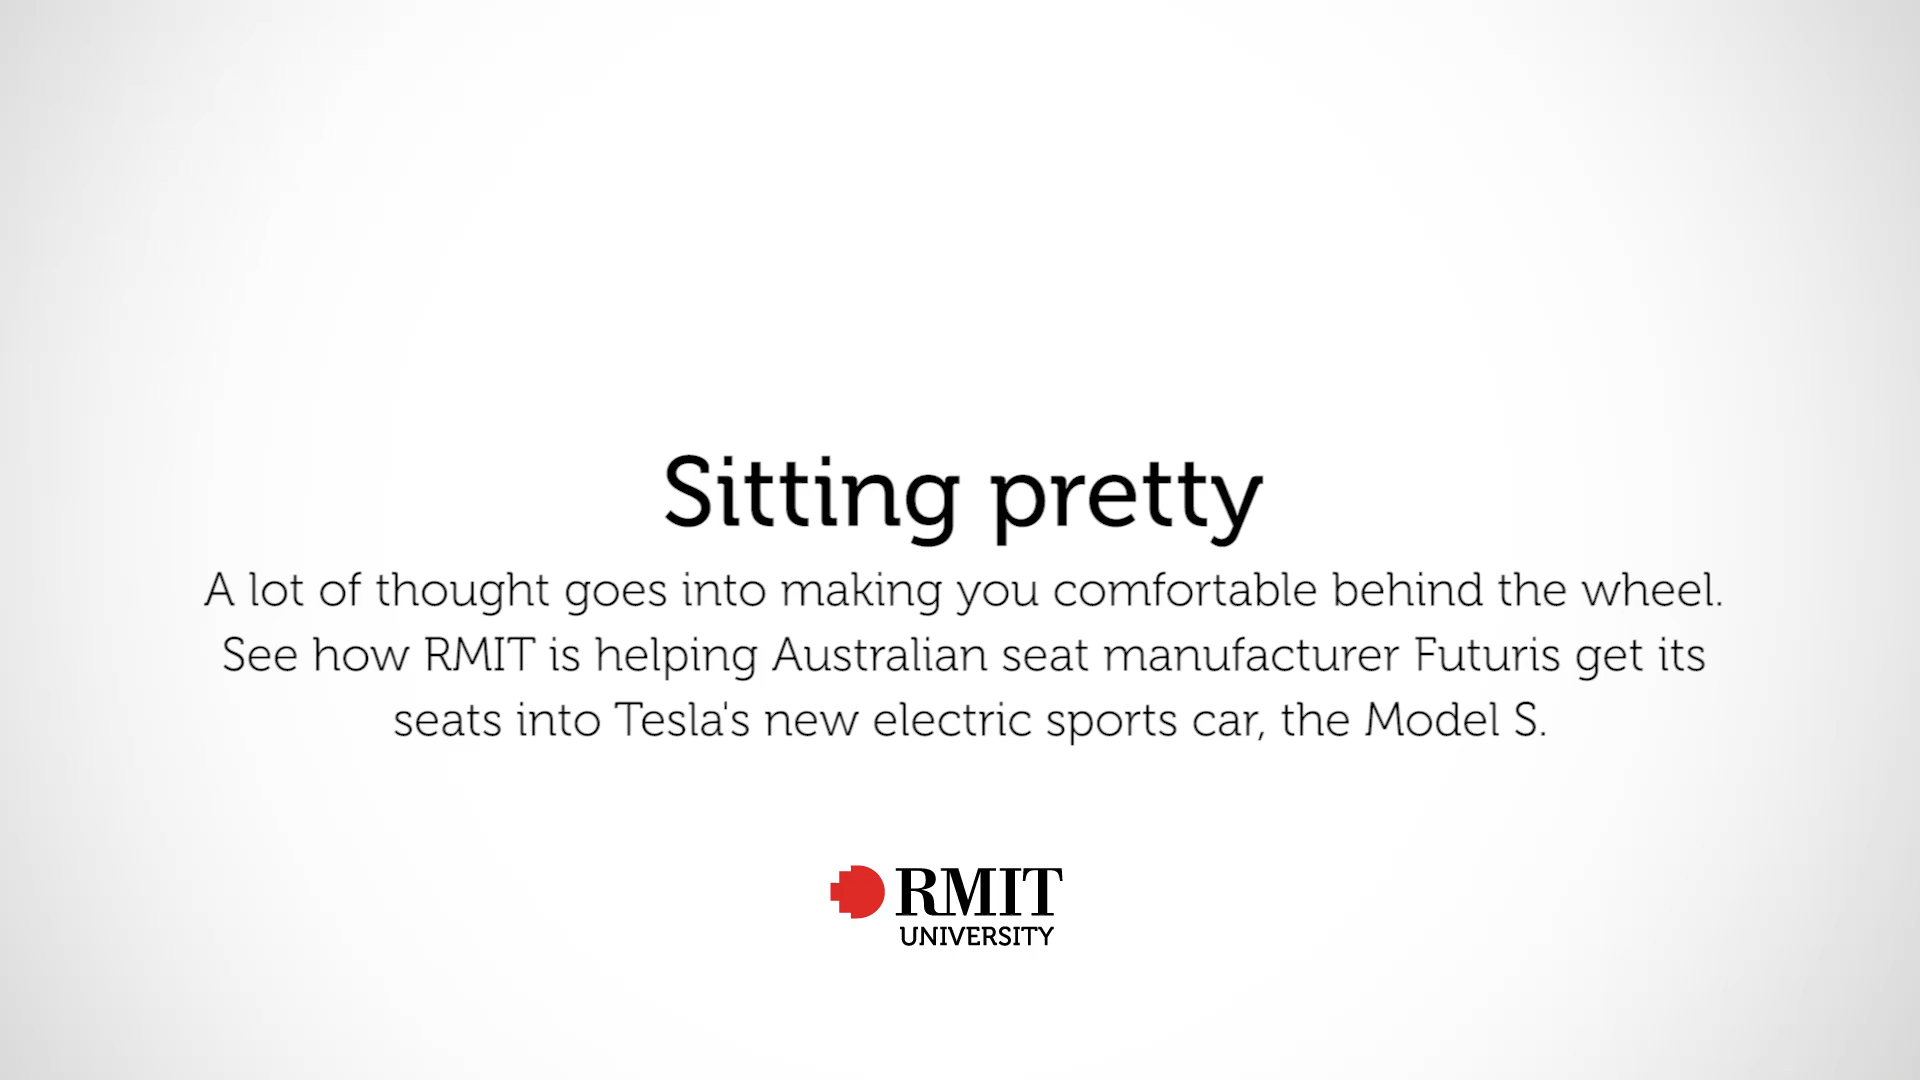 Sitting pretty
A lot of thought goes into making you comfortable behind the wheel.
See how RMIT is helping Australian seat manufacturer Futuris get its
seats into Tesla's new electric sports car, the Model S.
RMIT
UNIVERSITY